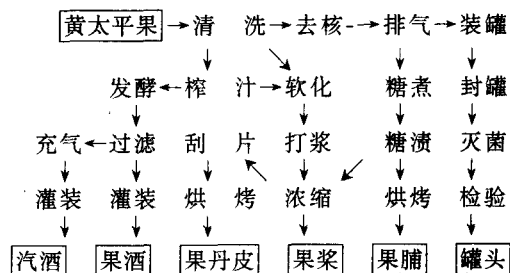 黄太平果→清 洗→去核-→排气→装罐
发酵←榨 汁→软化 糖煮 封罐
充气←过滤 刮 片 打浆 糖渍 灭菌
灌装 灌装 烘 烤 浓缩 烘烤 检验
汽酒 果酒 果丹皮 果浆 果脯 罐头